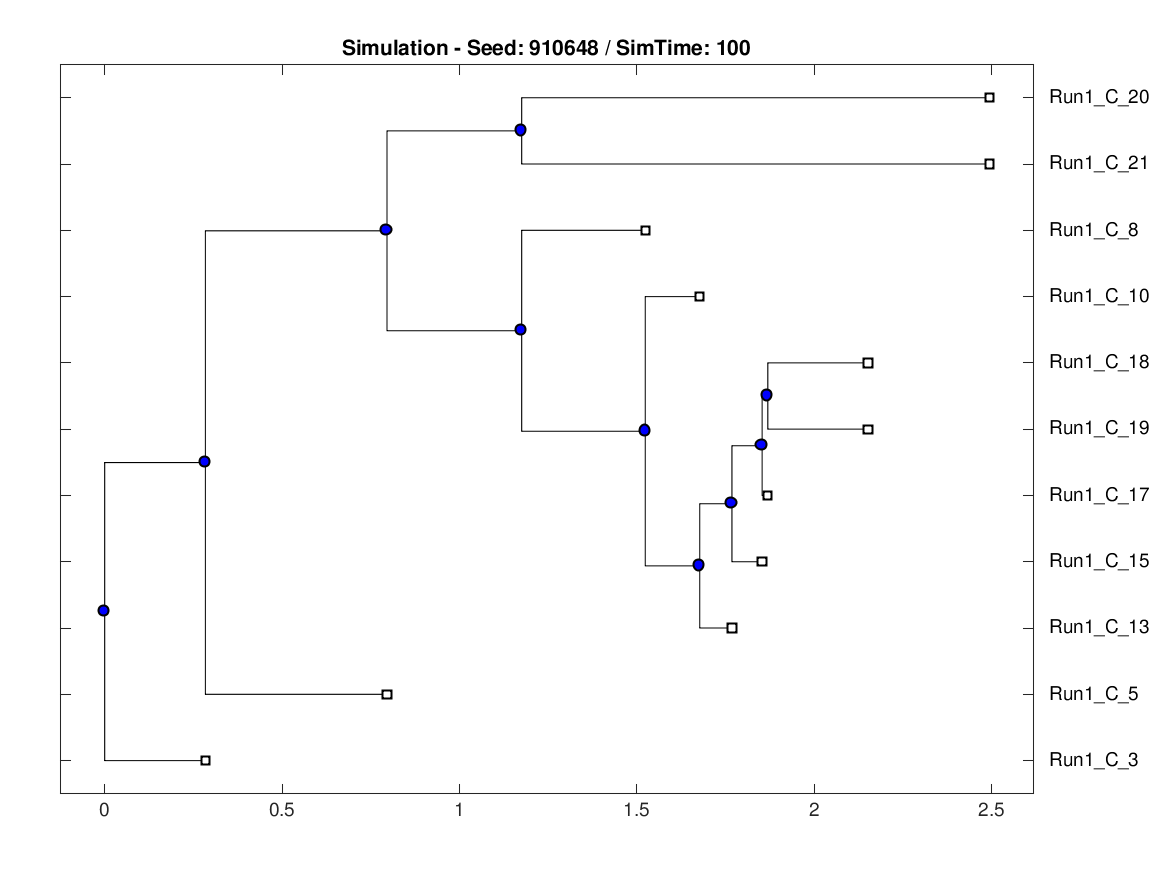 Simulation - Seed: 910648 / SimTime: 100
Run1_C_20
Run1_C_21
Run1_C_8
Run1_C_10
Run1_C_18
Run1_C_19
Run1_C_17
Run1_C_15
Run1_C_13
Run1_C_5
Run1_C_3
0 0.5 1 1.5 2 2.5